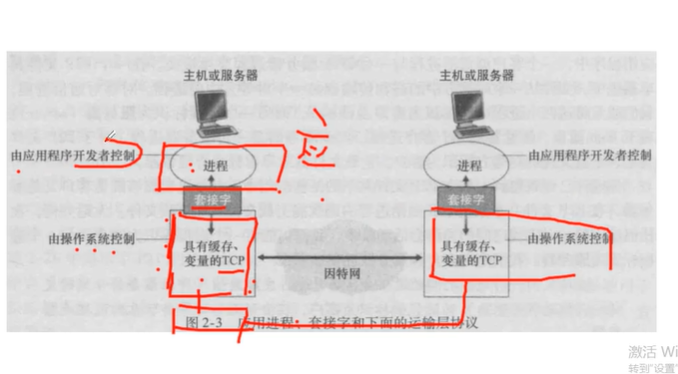 主机或服务器 主机或服务器
应
由应用程序开发者控制 进程 进程 由应用程序开发者控制
套接字 套接字
由操作系统控制 具有缓存、 具有缓存、 由操作系统控制
变量的TCP 因特网 变量的TCP
图 2-3 应用进程、套接字和下面的运输层协议
激活 Wi
转到"设置"